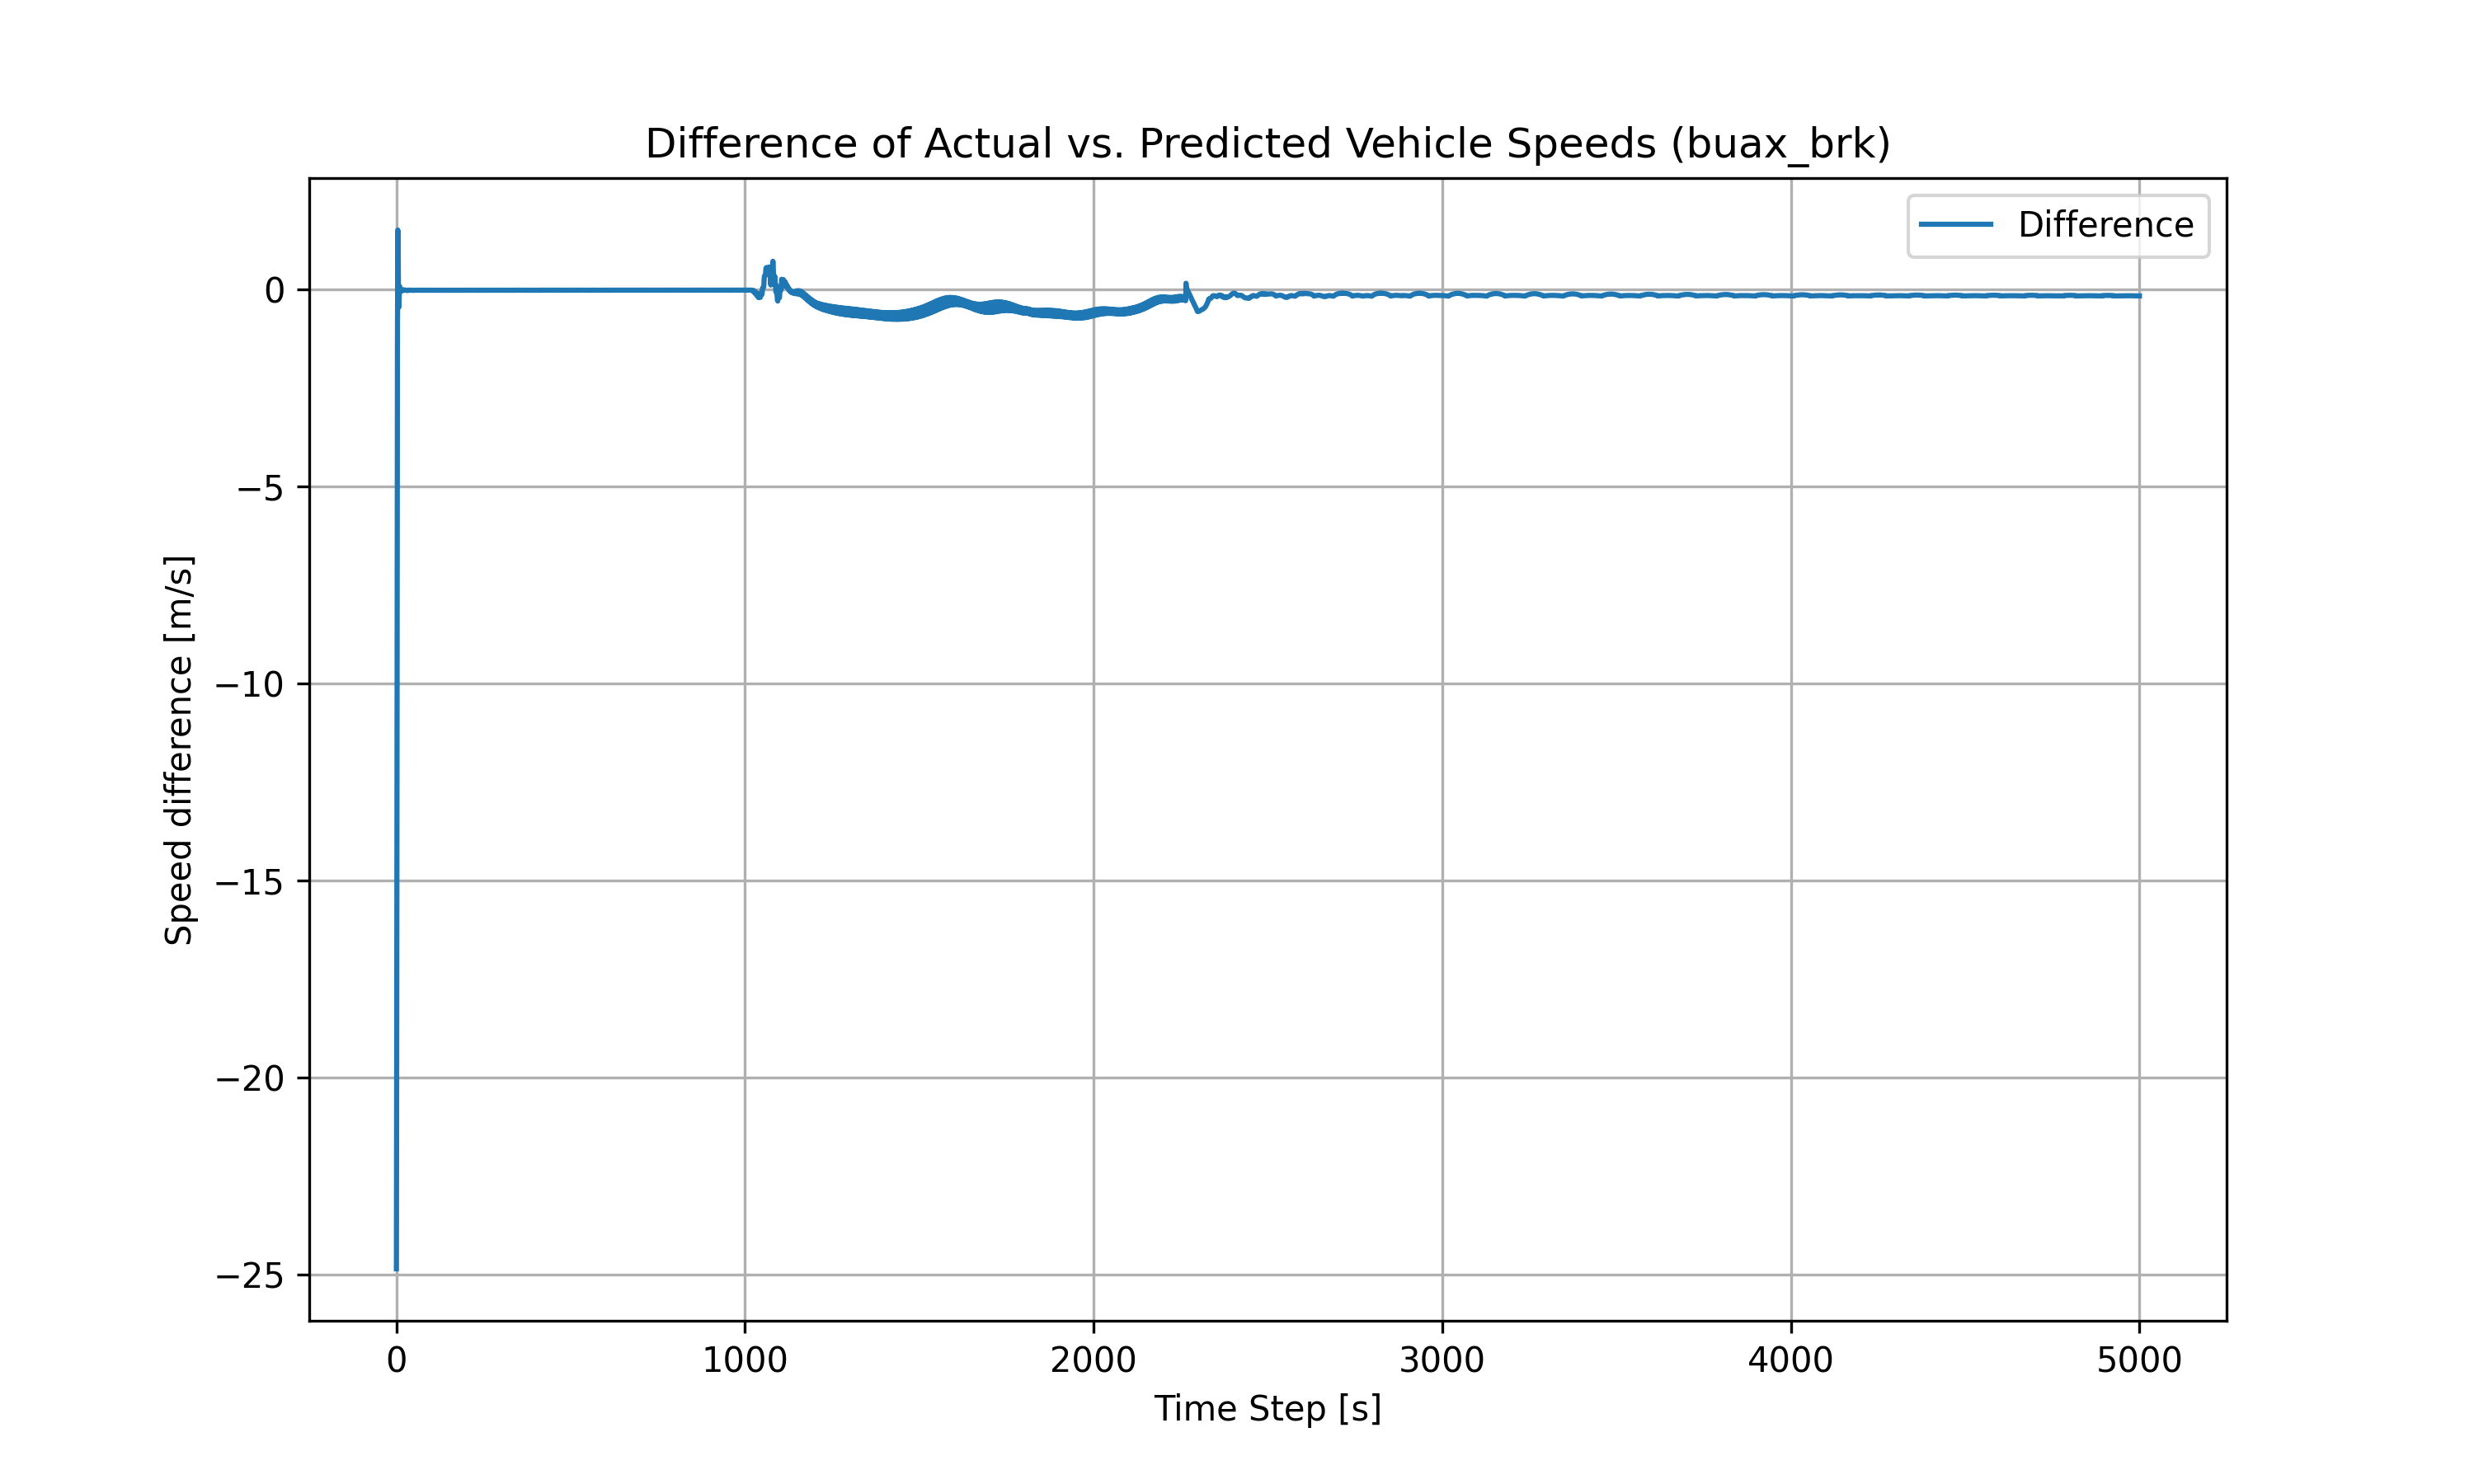 Difference of Actual vs. Predicted Vehicle Speeds (buax_brk)
Difference
0
−5
−10
−15
−20
−25
Speed difference [m/s]
0 1000 2000 3000 4000 5000
Time Step [s]